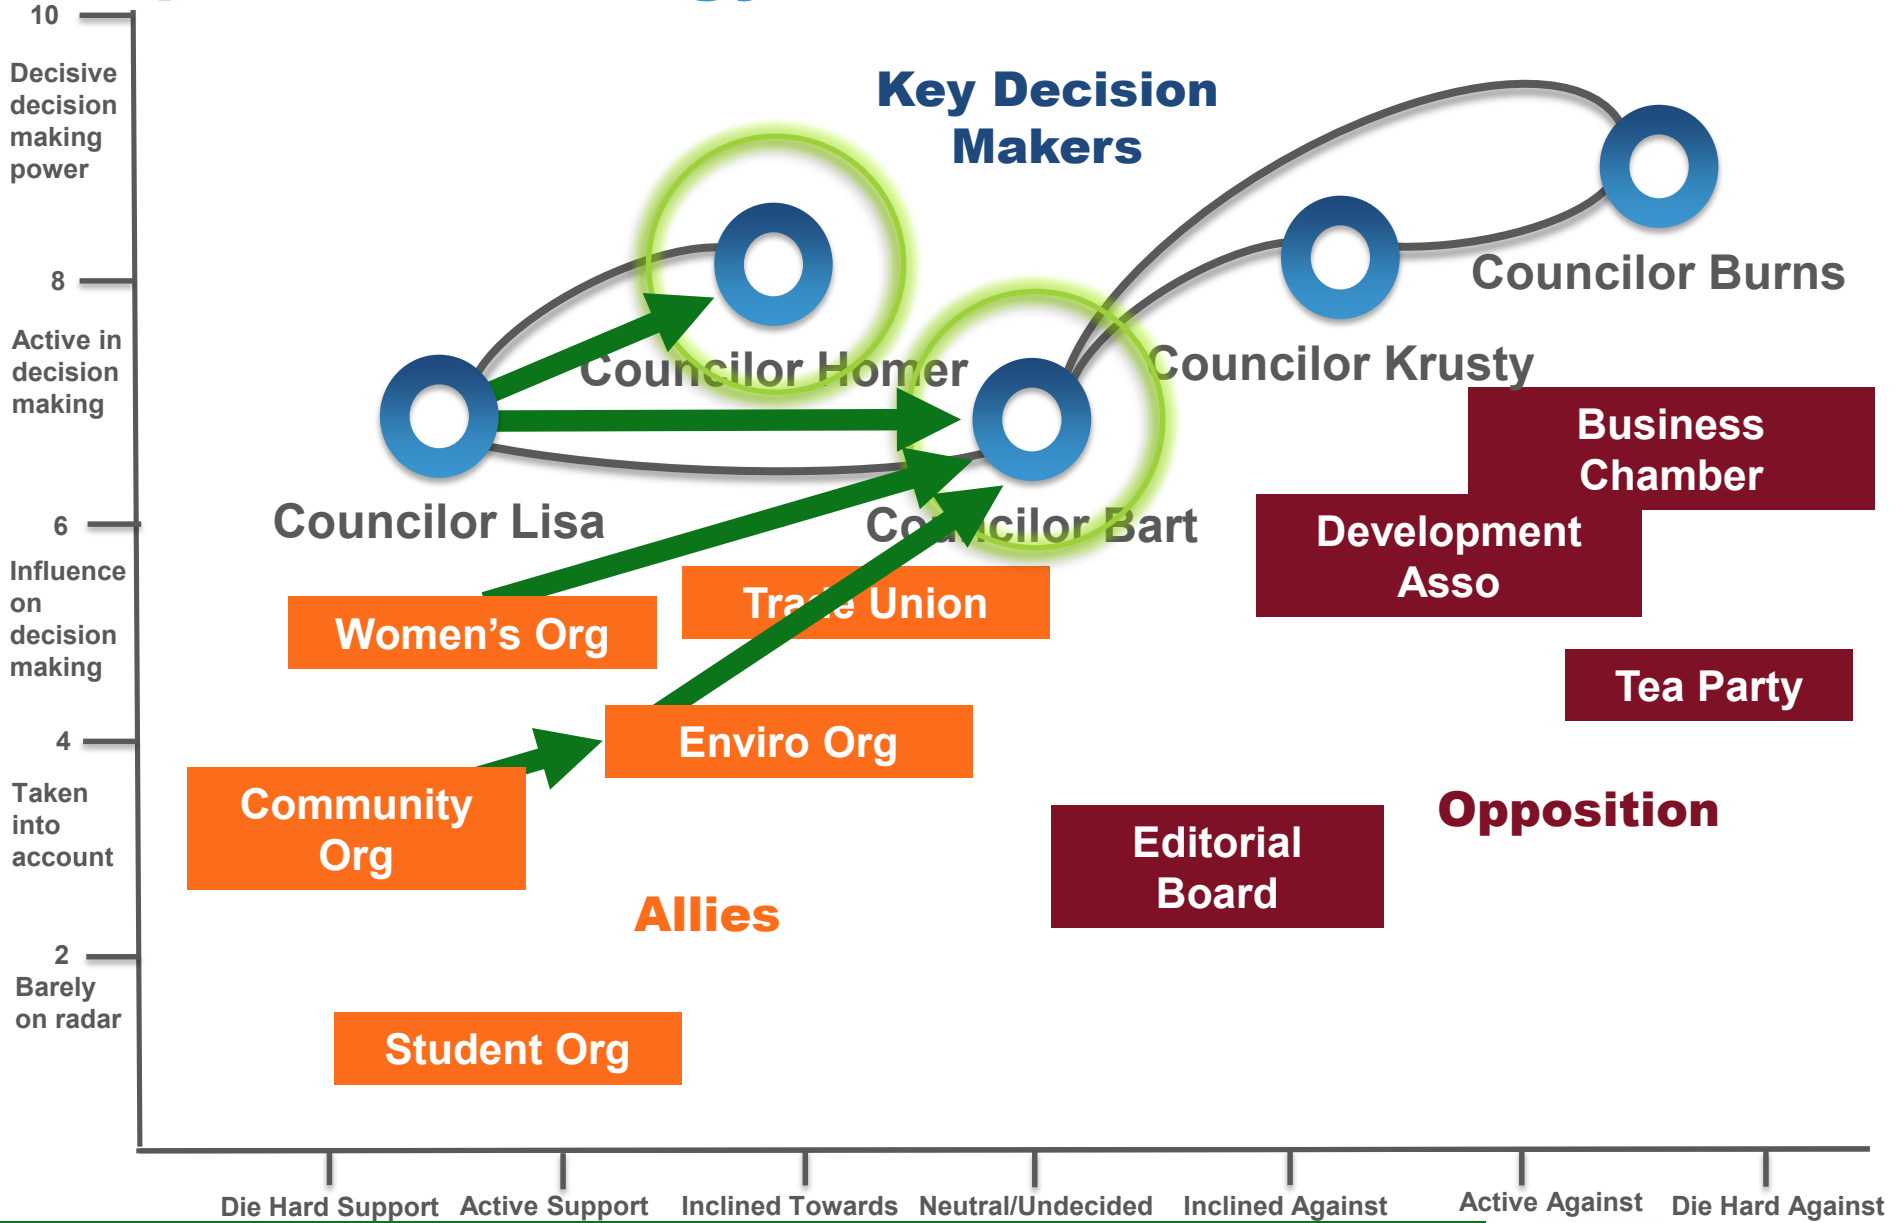 10
Decisive
decision
making
power
8
Active in
decision
making
6
Influence
on
decision
making
4
Taken
into
account
2
Barely
on radar
Key Decision
Makers
Councilor Burns
Councilor Homer
Councilor Krusty
Councilor Lisa
Councilor Bart
Business
Chamber
Development
Asso
Trade Union
Women’s Org
Tea Party
Enviro Org
Community
Org
Opposition
Editorial
Board
Allies
Student Org
Die Hard Support
Active Support
Inclined Towards
Neutral/Undecided
Inclined Against
Active Against
Die Hard Against